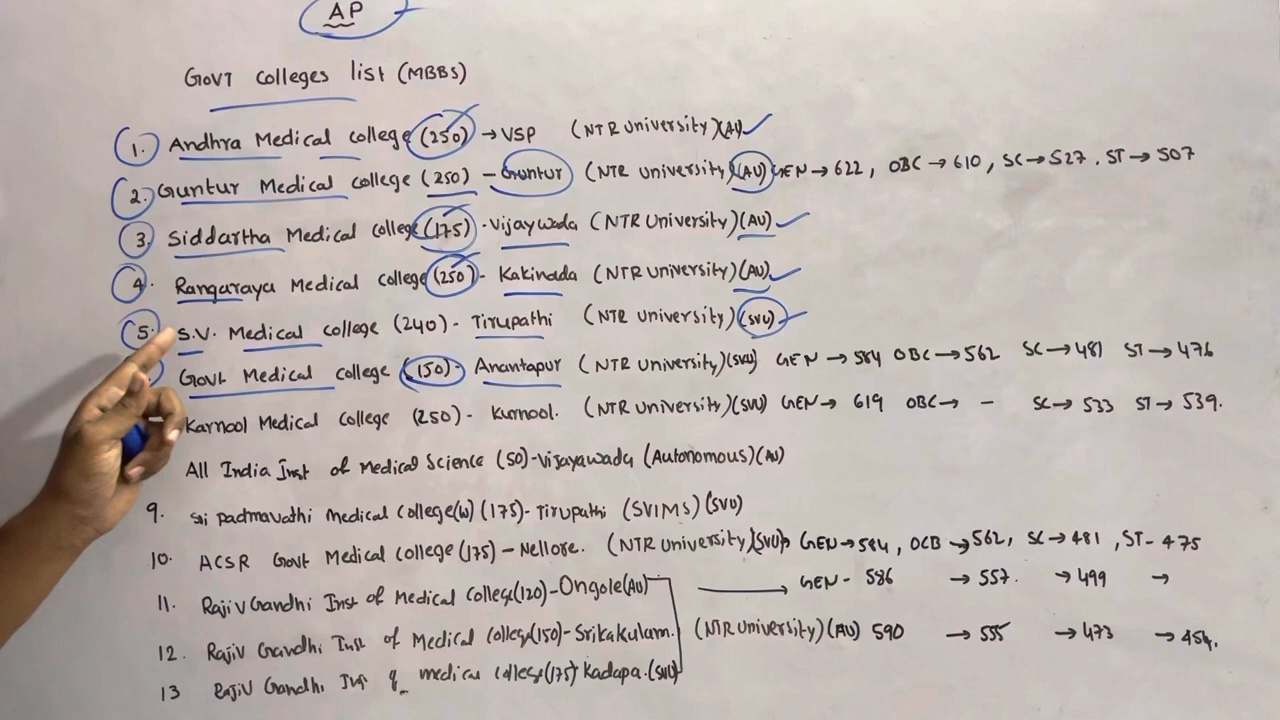 AP
Govt colleges list (MBBS)
1. Andhra Medical college (250) → VSP (NTR University)(AU) ✓
2. Guntur Medical college (250) - Guntur (NTR University)(AU) GEN → 622, OBC → 610, SC → 527. ST → 507
3. Siddartha Medical college (175) - Vijaywada (NTR University)(AU) ✓
4. Rangaraya Medical college (250) - Kakinada (NTR University)(AU) ✓
5. S.V. Medical college (240) - Tirupathi (NTR University)(SVU) ✓
Govt Medical college (150) - Anantapur (NTR University)(SVU) GEN → 584 OBC → 562 SC → 481 ST → 476
Karnool Medical College (250) - Kurnool. (NTR University)(SVU) GEN → 619 OBC → - SC → 533 ST → 539.
All India Inst of Medical Science (50) - Vijayawada (Autonomous)(AU)
9. Sri Padmavathi Medical College(W) (175) - Tirupathi (SVIMS)(SVU)
10. ACSR Govt Medical College (175) - Nellore. (NTR University)(SVU) GEN → 584, OCB → 562, SC → 481, ST - 475
11. Rajiv Gandhi Inst of Medical College(120) - Ongole(AU) → GEN - 586 → 557. → 499 →
12. Rajiv Gandhi Inst of Medical College(150) - Srikakulam. (NTR University)(AU) 590 → 555 → 473 → 454.
13 Rajiv Gandhi Inst of medical college(175) Kadapa.(SVU)